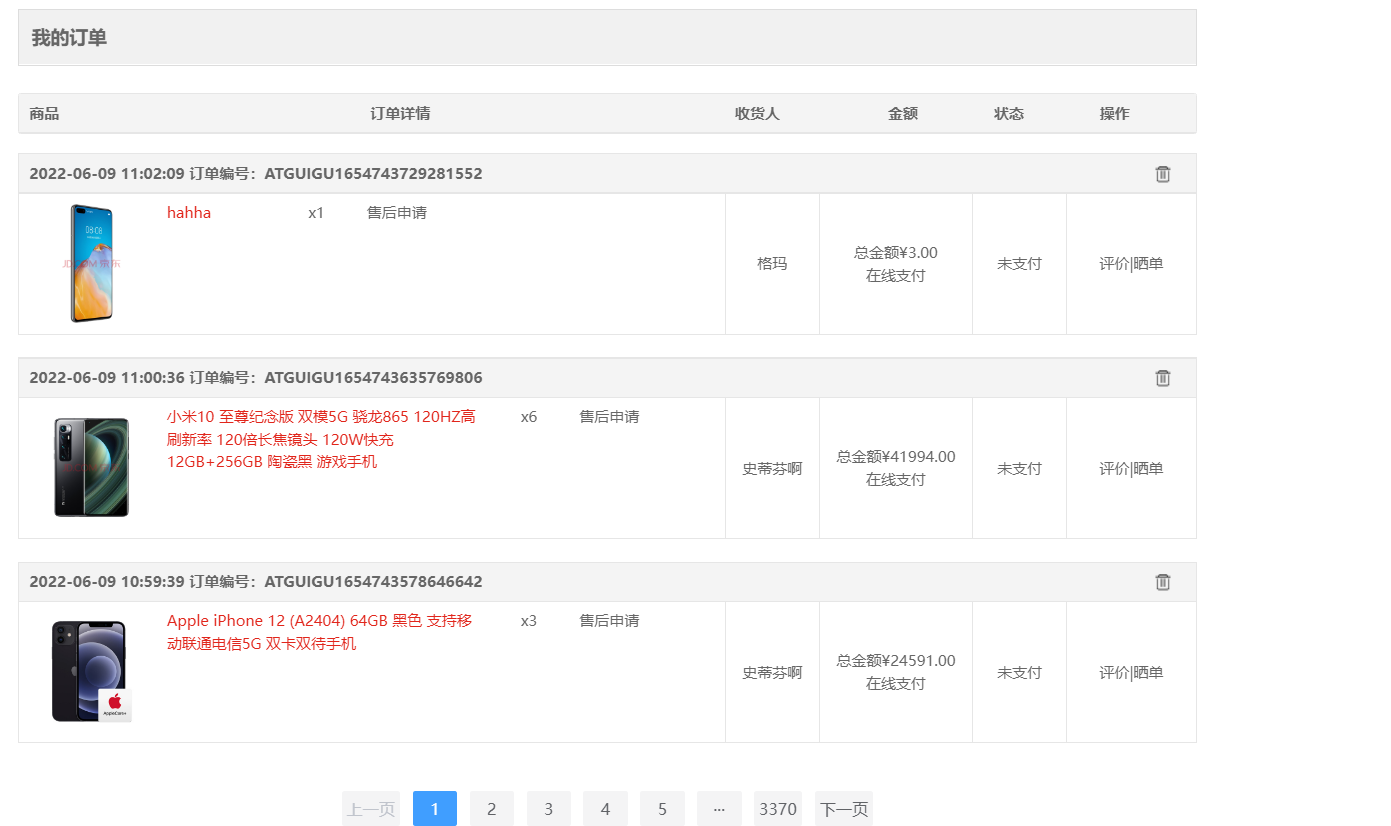 我的订单
商品 订单详情 收货人 金额 状态 操作
2022-06-09 11:02:09 订单编号：ATGUIGU1654743729281552
hahha x1 售后申请
格玛
总金额¥3.00
在线支付
未支付
评价|晒单
2022-06-09 11:00:36 订单编号：ATGUIGU1654743635769806
小米10 至尊纪念版 双模5G 骁龙865 120HZ高
刷新率 120倍长焦镜头 120W快充
12GB+256GB 陶瓷黑 游戏手机
x6 售后申请
史蒂芬啊
总金额¥41994.00
在线支付
未支付
评价|晒单
2022-06-09 10:59:39 订单编号：ATGUIGU1654743578646642
Apple iPhone 12 (A2404) 64GB 黑色 支持移
动联通电信5G 双卡双待手机
x3 售后申请
史蒂芬啊
总金额¥24591.00
在线支付
未支付
评价|晒单
上一页 1 2 3 4 5 ··· 3370 下一页